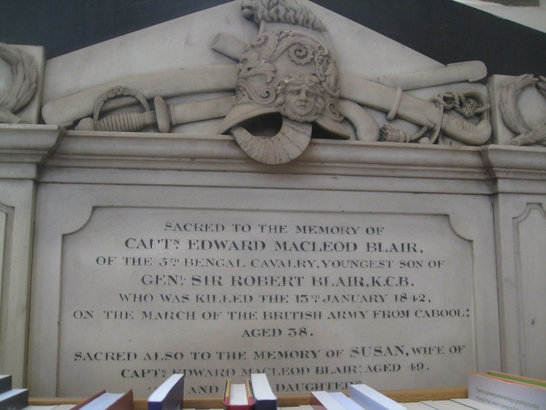 SACRED TO THE MEMORY OF
CAPTN. EDWARD MACLEOD BLAIR,
OF THE 5TH BENGAL CAVALRY, YOUNGEST SON OF
GENL. SIR ROBERT BLAIR, K.C.B.
WHO WAS KILLED THE 13TH JANUARY 1842,
ON THE MARCH OF THE BRITISH ARMY FROM CABOOL:
AGED 38.
SACRED ALSO TO THE MEMORY OF SUSAN, WIFE OF
CAPTN. EDWARD MACLEOD BLAIR: AGED 49.
AND DAUGHTERS